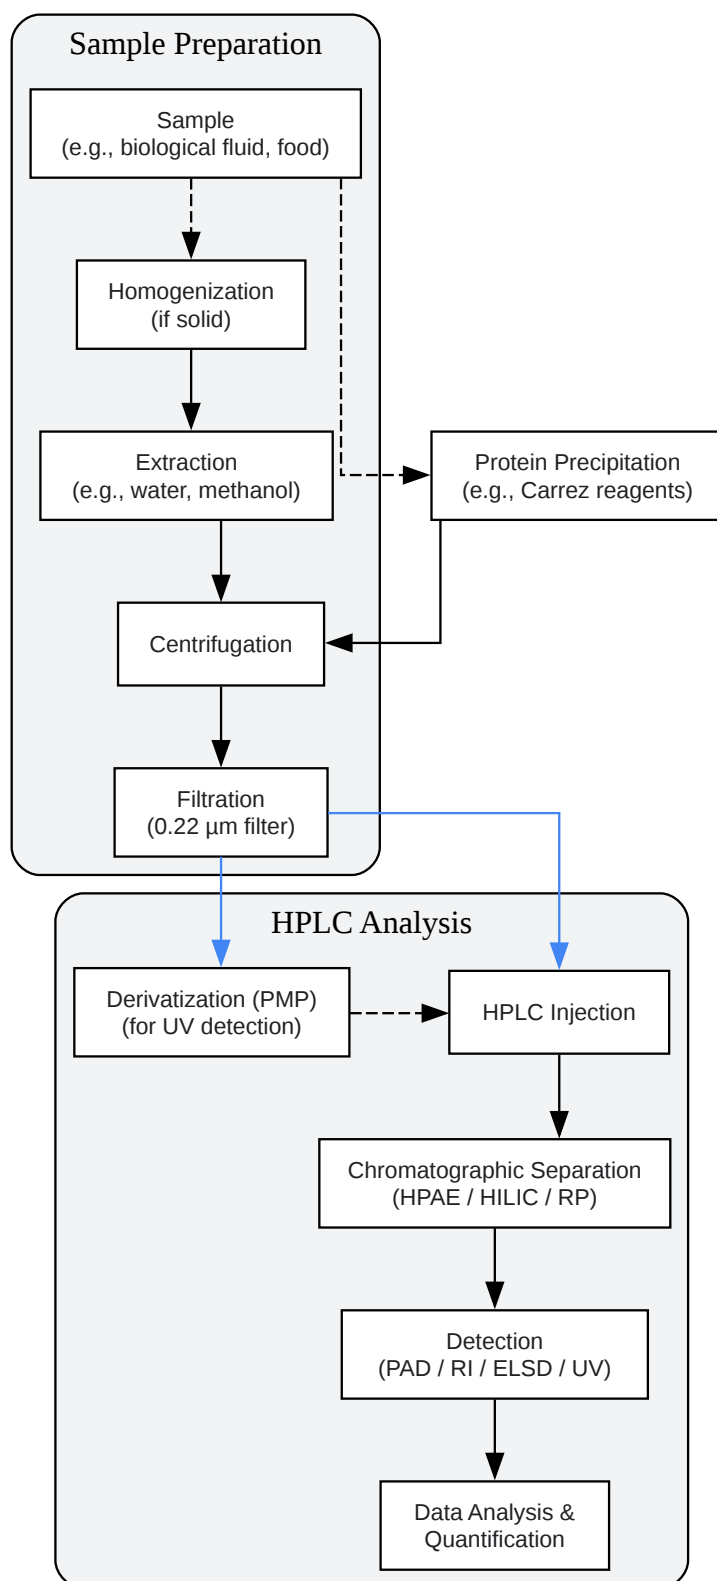 Sample Preparation
Sample
(e.g., biological fluid, food)
Homogenization
(if solid)
Extraction
(e.g., water, methanol)
Protein Precipitation
(e.g., Carrez reagents)
Centrifugation
Filtration
(0.22 µm filter)
HPLC Analysis
Derivatization (PMP)
(for UV detection)
HPLC Injection
Chromatographic Separation
(HPAE / HILIC / RP)
Detection
(PAD / RI / ELSD / UV)
Data Analysis &
Quantification